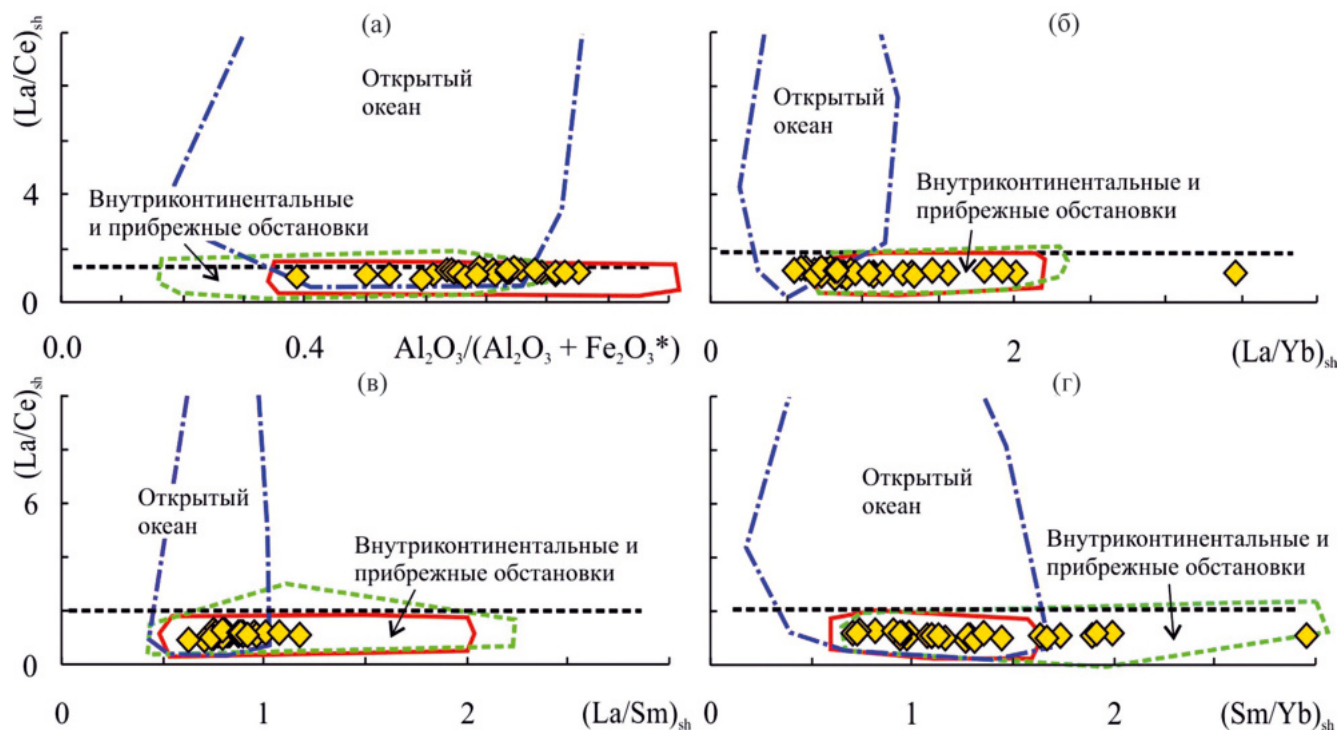 (а)
(La/Ce)sh
Открытый
океан
4
Внутриконтинентальные
и прибрежные обстановки
0
0.0
0.4
Al₂O₃/(Al₂O₃ + Fe₂O₃*)
(б)
Открытый
океан
Внутриконтинентальные и
прибрежные обстановки
0
2
(La/Yb)sh
(в)
(La/Ce)sh
6
Открытый
океан
Внутриконтинентальные и
прибрежные обстановки
0
0
1
2
(La/Sm)sh
(г)
Открытый
океан
Внутриконтинентальные и
прибрежные обстановки
0
1
2
(Sm/Yb)sh